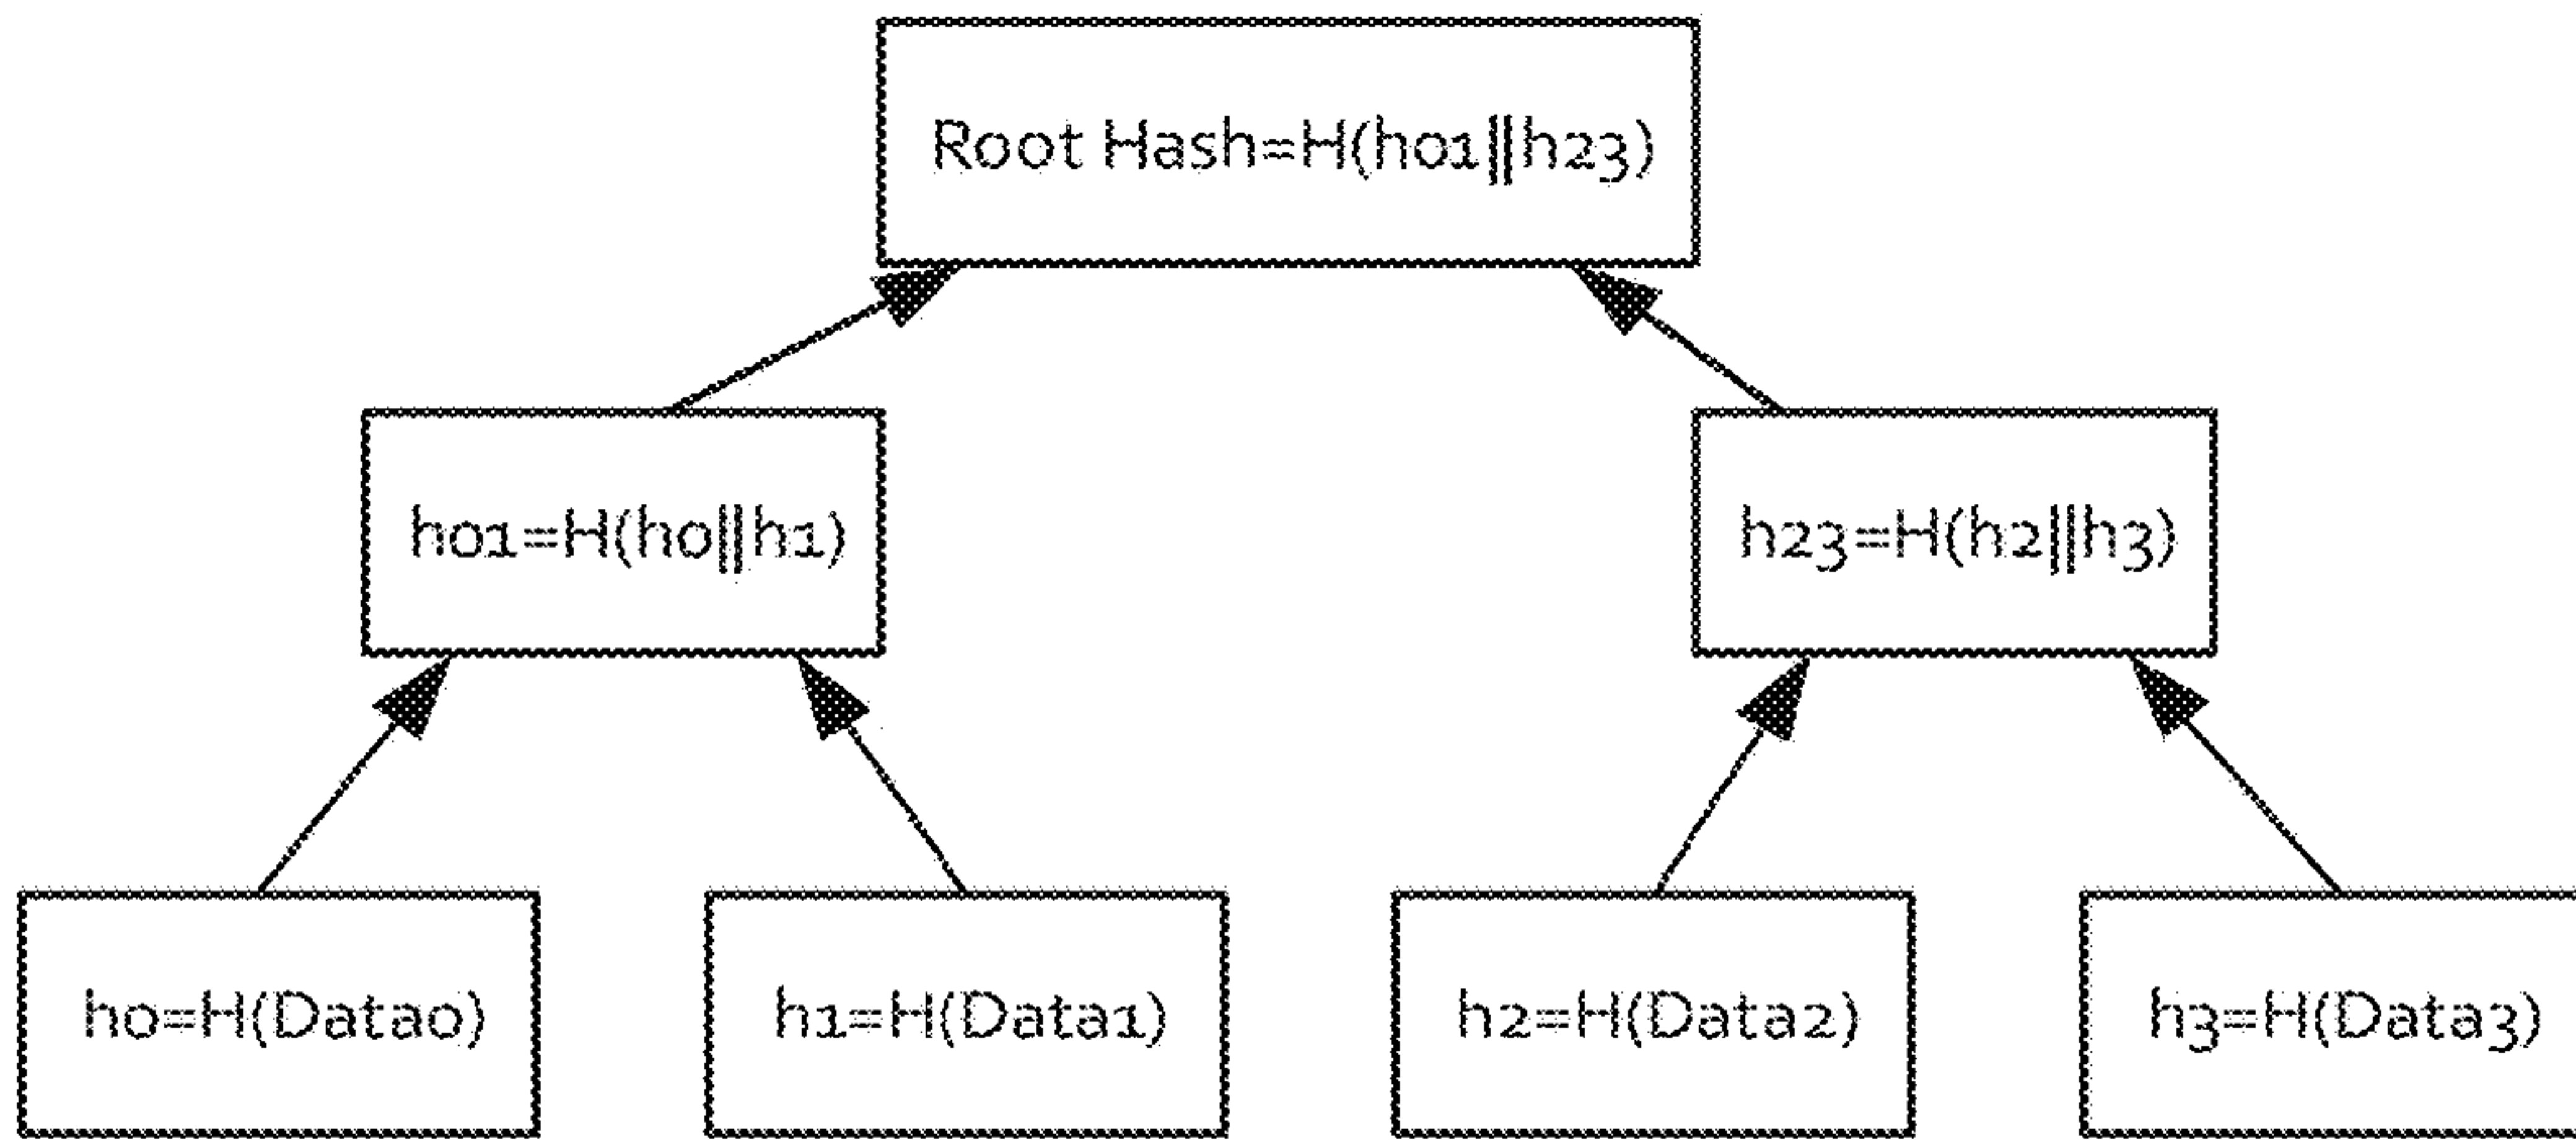 Root Hash=H(h01||h23)
h01=H(h0||h1)
h23=H(h2||h3)
h0=H(Data0)
h1=H(Data1)
h2=H(Data2)
h3=H(Data3)